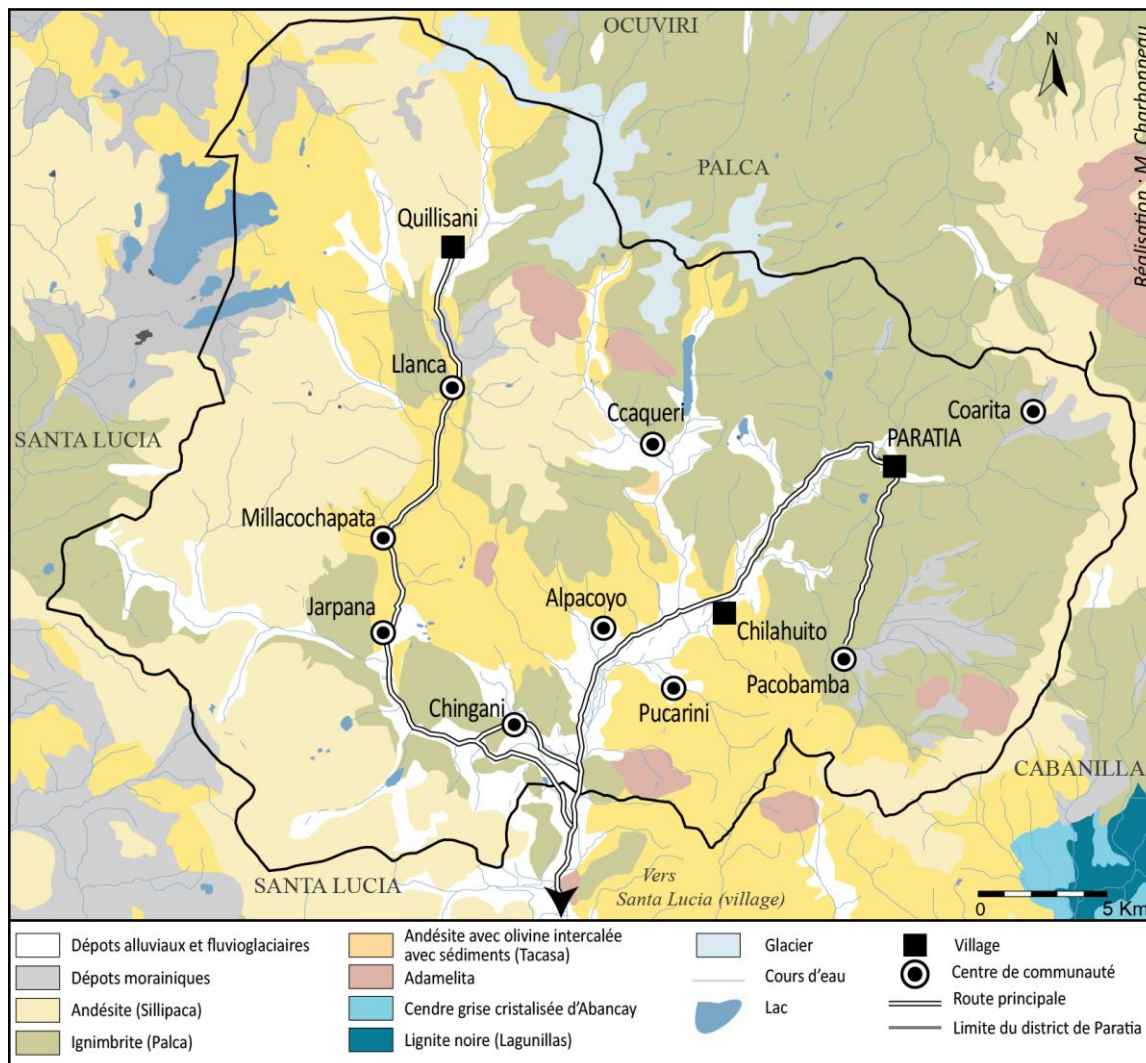 OCUVIRI
N
Réalisation : M. Charbonneau
PALCA
Quillisani
Llanca
Ccaqueri
Coarita
SANTA LUCIA
PARATIA
Millacochapata
Jarpana
Alpacoyo
Chilahuito
Pacobamba
Pucarini
Chingani
CABANILLA
SANTA LUCIA
Vers
Santa Lucia (village)
0 5 Km
Dépots alluviaux et fluvioglaciaires
Dépots morainiques
Andésite (Sillipaca)
Ignimbrite (Palca)
Andésite avec olivine intercalée
avec sédiments (Tacasa)
Adamelita
Cendre grise cristalisée d’Abancay
Lignite noire (Lagunillas)
Glacier
Cours d’eau
Lac
Village
Centre de communauté
Route principale
Limite du district de Paratia